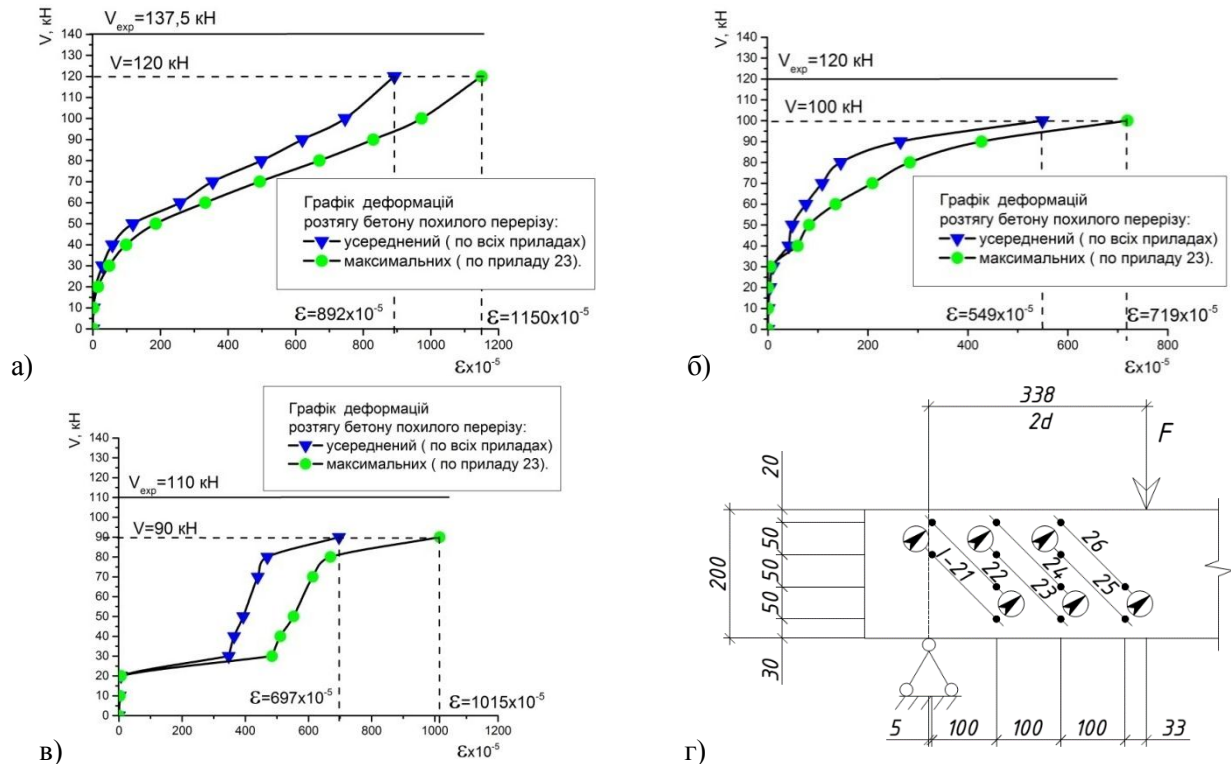 V, кН
V_exp=137,5 кН
140
130
V=120 кН
120
110
100
90
80
70
60
50
40
30
20
10
0
Графік деформацій
розтягу бетону похилого перерізу:
усереднений ( по всіх приладах)
максимальних ( по приладу 23).
ε=892x10⁻⁵
ε=1150x10⁻⁵
0 200 400 600 800 1000 1200
εx10⁻⁵
а)
V, кН
140
130
V_exp=120 кН
120
110
V=100 кН
100
90
80
70
60
50
40
30
20
10
0
Графік деформацій
розтягу бетону похилого перерізу:
усереднений ( по всіх приладах)
максимальних ( по приладу 23).
ε=549x10⁻⁵
ε=719x10⁻⁵
0 200 400 600 800
εx10⁻⁵
б)
Графік деформацій
розтягу бетону похилого перерізу:
усереднений ( по всіх приладах)
максимальних ( по приладу 23).
V, кН
140
130
120
V_exp=110 кН
110
100
V=90 кН
90
80
70
60
50
40
30
20
10
0
ε=697x10⁻⁵
ε=1015x10⁻⁵
0 200 400 600 800 1000
εx10⁻⁵
в)
338
2d
F
20
200
50
50
50
30
I-21
22
23
24
25
26
5 100 100 100 33
г)